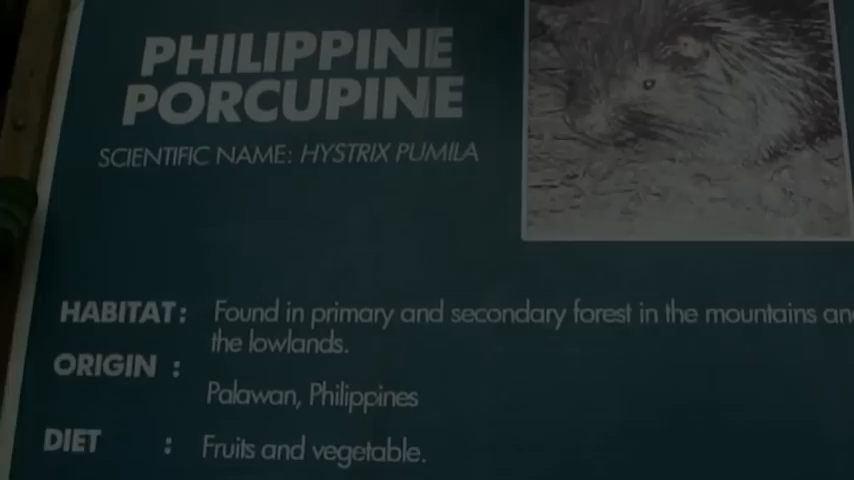 PHILIPPINE
PORCUPINE
SCIENTIFIC NAME: HYSTRIX PUMILA
HABITAT: Found in primary and secondary forest in the mountains
the lowlands.
ORIGIN :
Palawan, Philippines
DIET : Fruits and vegetable.